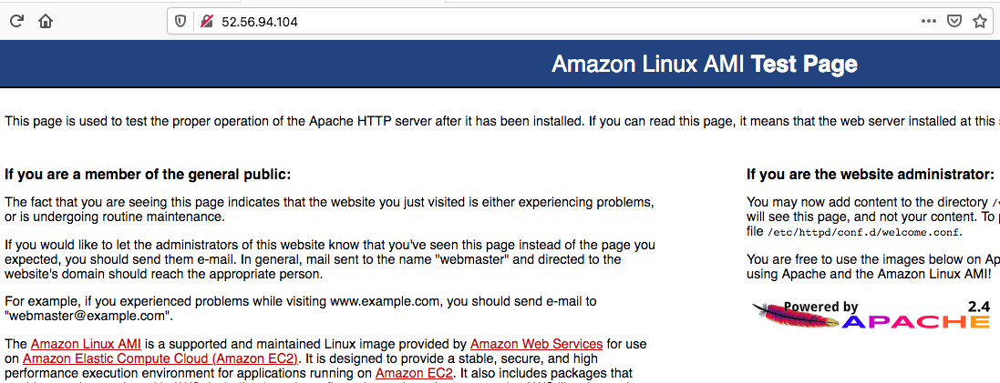 52.56.94.104
Amazon Linux AMI Test Page
This page is used to test the proper operation of the Apache HTTP server after it has been installed. If you can read this page, it means that the web server installed at this
If you are a member of the general public:
The fact that you are seeing this page indicates that the website you just visited is either experiencing problems,
or is undergoing routine maintenance.
If you would like to let the administrators of this website know that you've seen this page instead of the page you
expected, you should send them e-mail. In general, mail sent to the name "webmaster" and directed to the
website's domain should reach the appropriate person.
For example, if you experienced problems while visiting www.example.com, you should send e-mail to
"webmaster@example.com".
The Amazon Linux AMI is a supported and maintained Linux image provided by Amazon Web Services for use
on Amazon Elastic Compute Cloud (Amazon EC2). It is designed to provide a stable, secure, and high
performance execution environment for applications running on Amazon EC2. It also includes packages that
If you are the website administrator:
You may now add content to the directory
will see this page, and not your content. To
file /etc/httpd/conf.d/welcome.conf.
You are free to use the images below on Ap
using Apache and the Amazon Linux AMI!
Powered by 2.4
APACHE